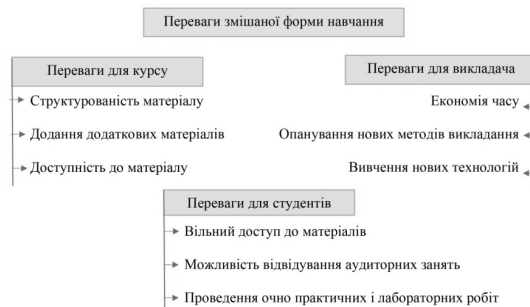 Переваги змішаної форми навчання
Переваги для курсу
Структурованість матеріалу
Додання додаткових матеріалів
Доступність до матеріалу
Переваги для викладача
Економія часу
Опанування нових методів викладання
Вивчення нових технологій
Переваги для студентів
Вільний доступ до матеріалів
Можливість відвідування аудиторних занять
Проведення очно практичних і лабораторних робіт